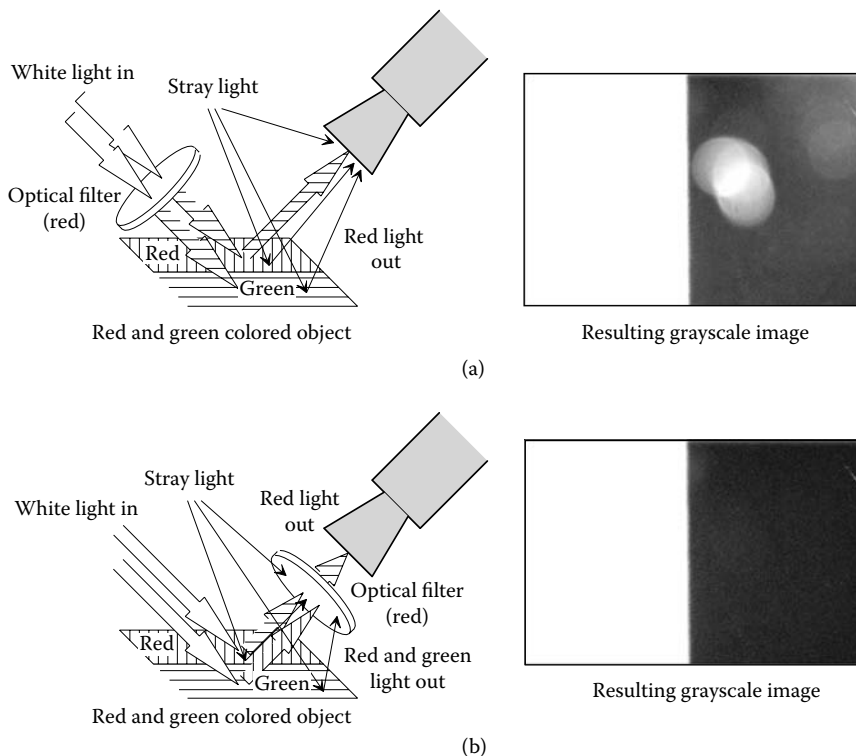 White light in
Stray light
Optical filter
(red)
Red
Green
Red light
out
Red and green colored object
Resulting grayscale image
(a)
Stray light
White light in
Red light
out
Optical filter
(red)
Red
Green
Red and green
light out
Red and green colored object
Resulting grayscale image
(b)